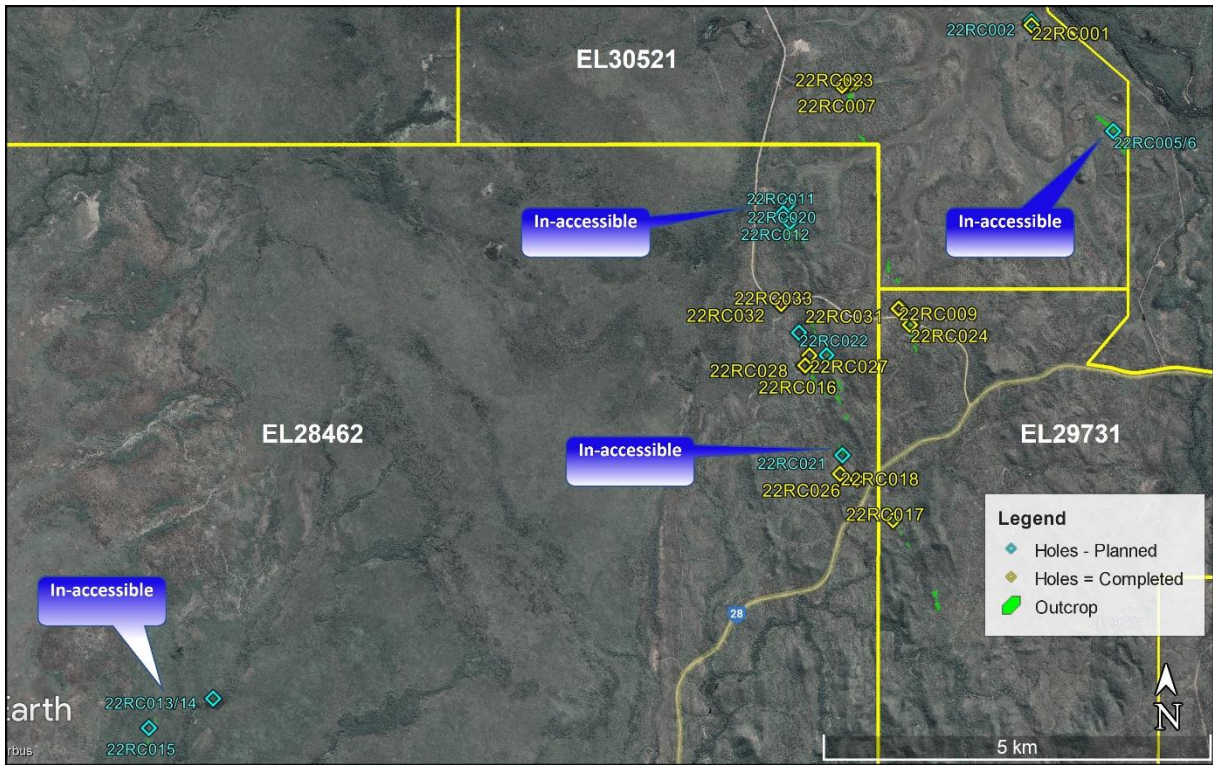 22RC002
22RC001
EL30521
22RC023
22RC007
22RC005/6
22RC011
22RC020
22RC012
In-accessible
In-accessible
22RC033
22RC032
22RC031
22RC009
22RC024
22RC022
22RC028
22RC027
22RC016
EL28462
EL29731
In-accessible
22RC021
22RC026
22RC018
22RC017
Legend
Holes - Planned
Holes = Completed
Outcrop
In-accessible
28
22RC013/14
22RC015
Earth
rbus
N
5 km